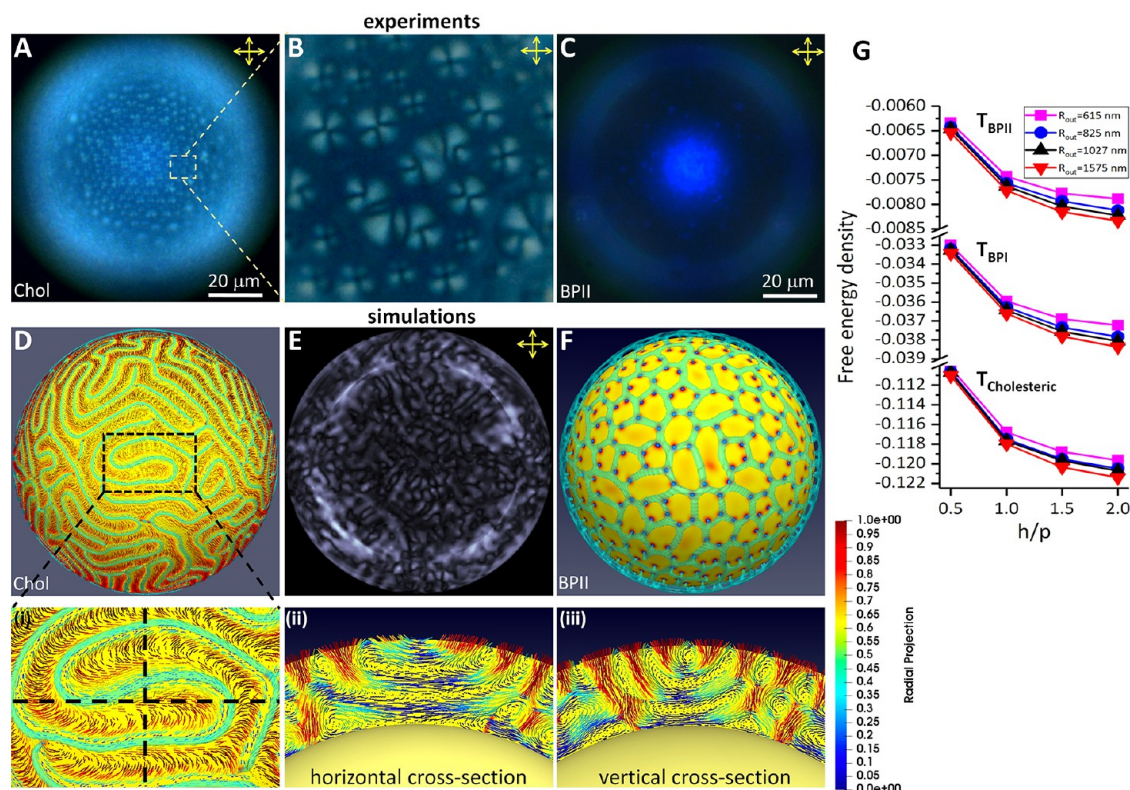 experiments
A
B
C
G
Chol
20 μm
BPII
20 μm
simulations
D
E
F
Chol
BPII
(i)
(ii)
horizontal cross-section
(iii)
vertical cross-section
T_BPII
R_out=615 nm
R_out=825 nm
R_out=1027 nm
R_out=1575 nm
Free energy density
-0.0060
-0.0065
-0.0070
-0.0075
-0.0080
-0.0085
T_BPI
-0.033
-0.034
-0.036
-0.038
-0.039
T_Cholesteric
-0.112
-0.116
-0.118
-0.120
-0.122
0.5 1.0 1.5 2.0
h/p
1.0e+00
0.95
0.9
0.85
0.8
0.75
0.7
0.65
0.6
0.55
0.5
0.45
0.4
0.35
0.3
0.25
0.2
0.15
0.1
0.05
0.0e+00
Radial Projection